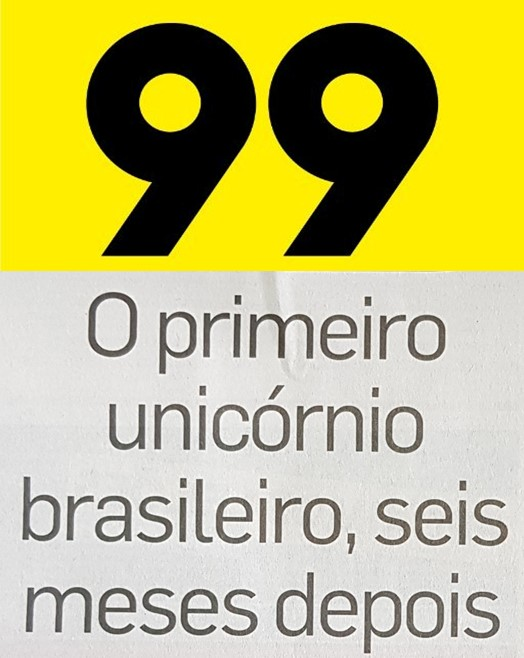 99
O primeiro
unicórnio
brasileiro, seis
meses depois